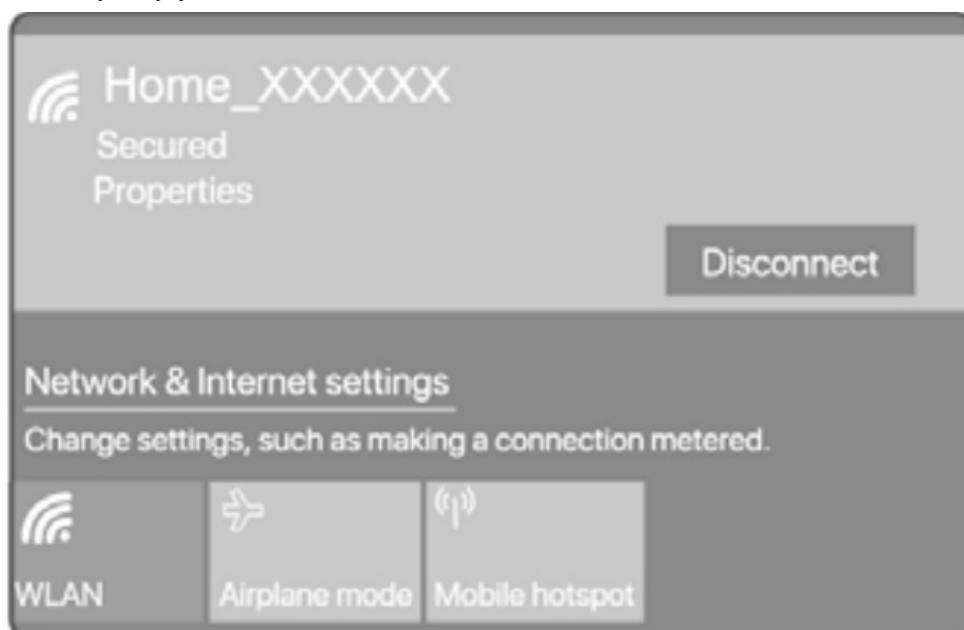 Home_XXXXXX
Secured
Properties
Disconnect
Network & Internet settings
Change settings, such as making a connection metered.
WLAN
Airplane mode
Mobile hotspot